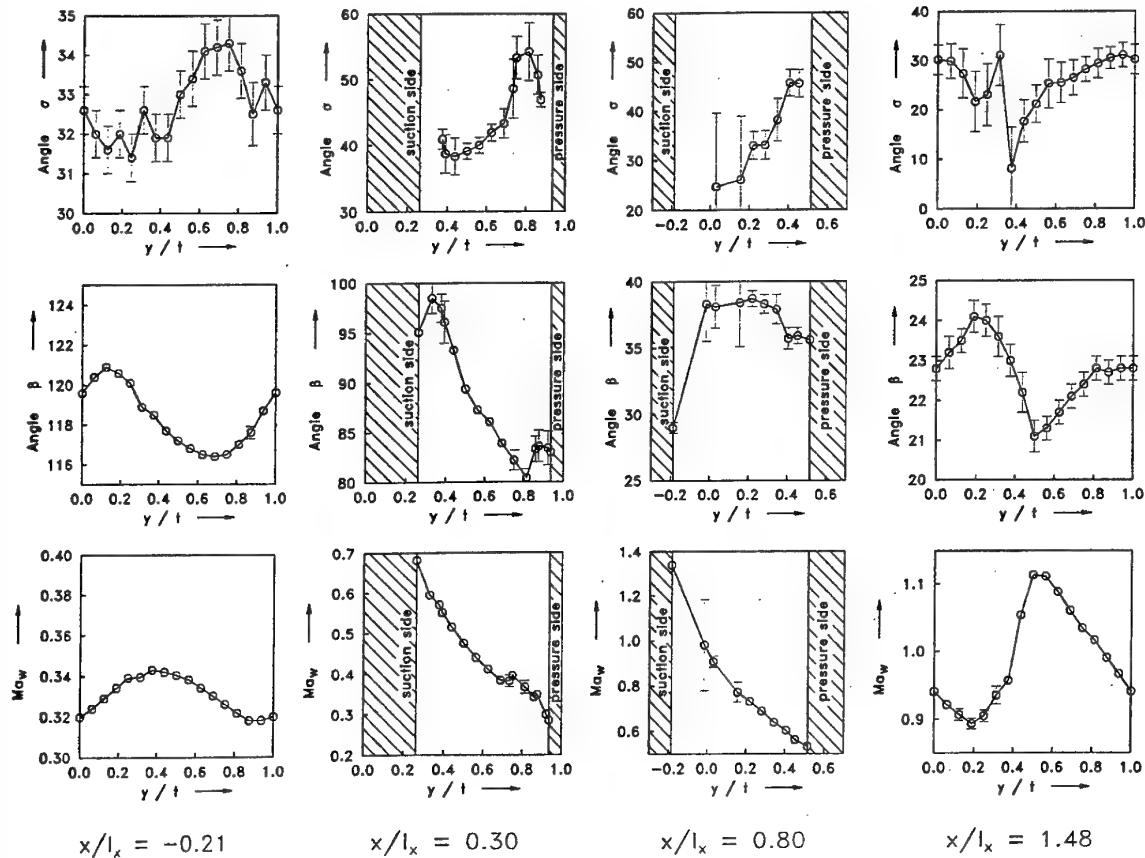 Angle σ
35
34
33
32
31
30
0.0 0.2 0.4 0.6 0.8 1.0
y / t
Angle σ
60
50
40
30
suction side
pressure side
0.0 0.2 0.4 0.6 0.8 1.0
y / t
Angle σ
80
70
60
50
40
30
20
suction side
pressure side
-0.2 0.0 0.2 0.4 0.6
y / t
Angle σ
40
30
20
10
0
0.0 0.2 0.4 0.6 0.8 1.0
y / t
Angle β
124
122
120
118
116
0.0 0.2 0.4 0.6 0.8 1.0
y / t
Angle β
100
95
90
85
80
suction side
pressure side
0.0 0.2 0.4 0.6 0.8 1.0
y / t
Angle β
40
35
30
25
suction side
pressure side
-0.2 0.0 0.2 0.4 0.6
y / t
Angle β
25
24
23
22
21
20
0.0 0.2 0.4 0.6 0.8 1.0
y / t
Ma_w
0.40
0.38
0.36
0.34
0.32
0.30
0.0 0.2 0.4 0.6 0.8 1.0
y / t
Ma_w
0.7
0.6
0.5
0.4
0.3
0.2
suction side
pressure side
0.0 0.2 0.4 0.6 0.8 1.0
y / t
Ma_w
1.4
1.2
1.0
0.8
0.6
suction side
pressure side
-0.2 0.0 0.2 0.4 0.6
y / t
Ma_w
1.1
1.0
0.9
0.0 0.2 0.4 0.6 0.8 1.0
y / t
x/l_x = -0.21
x/l_x = 0.30
x/l_x = 0.80
x/l_x = 1.48